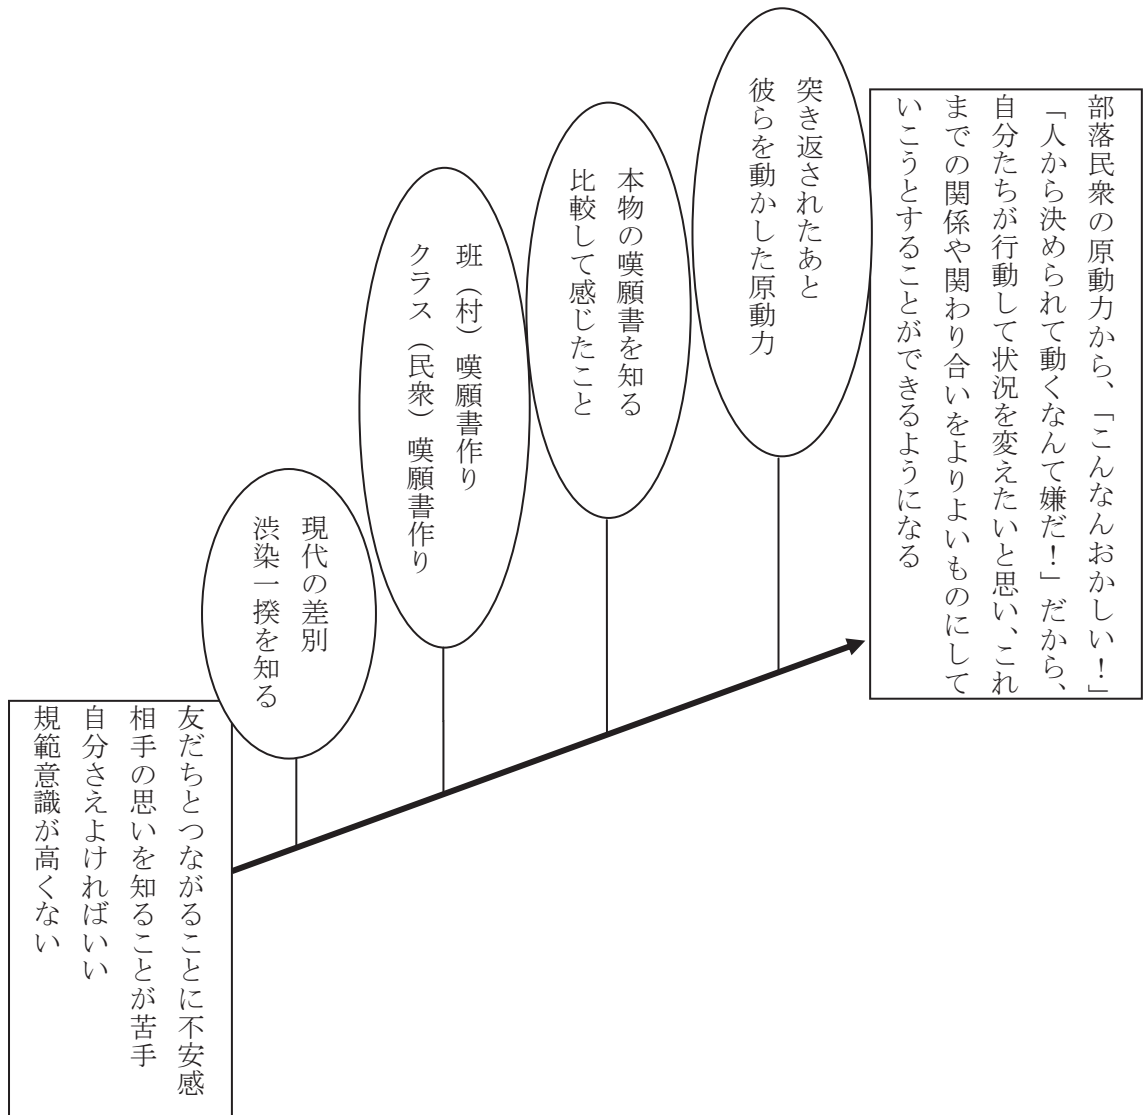 部落民衆の原動力から、「こんなんおかしい！」
「人から決められて動くなんて嫌だ！」だから、
自分たちが行動して状況を変えたいと思い、これ
までの関係や関わり合いをよりよいものにして
いこうとすることができるようになる
突き返されたあと
彼らを動かした原動力
本物の嘆願書を知る
比較して感じたこと
班（村）嘆願書作り
クラス（民衆）嘆願書作り
現代の差別
渋染一揆を知る
友だちとつながることに不安感
相手の思いを知ることが苦手
自分さえよければいい
規範意識が高くない